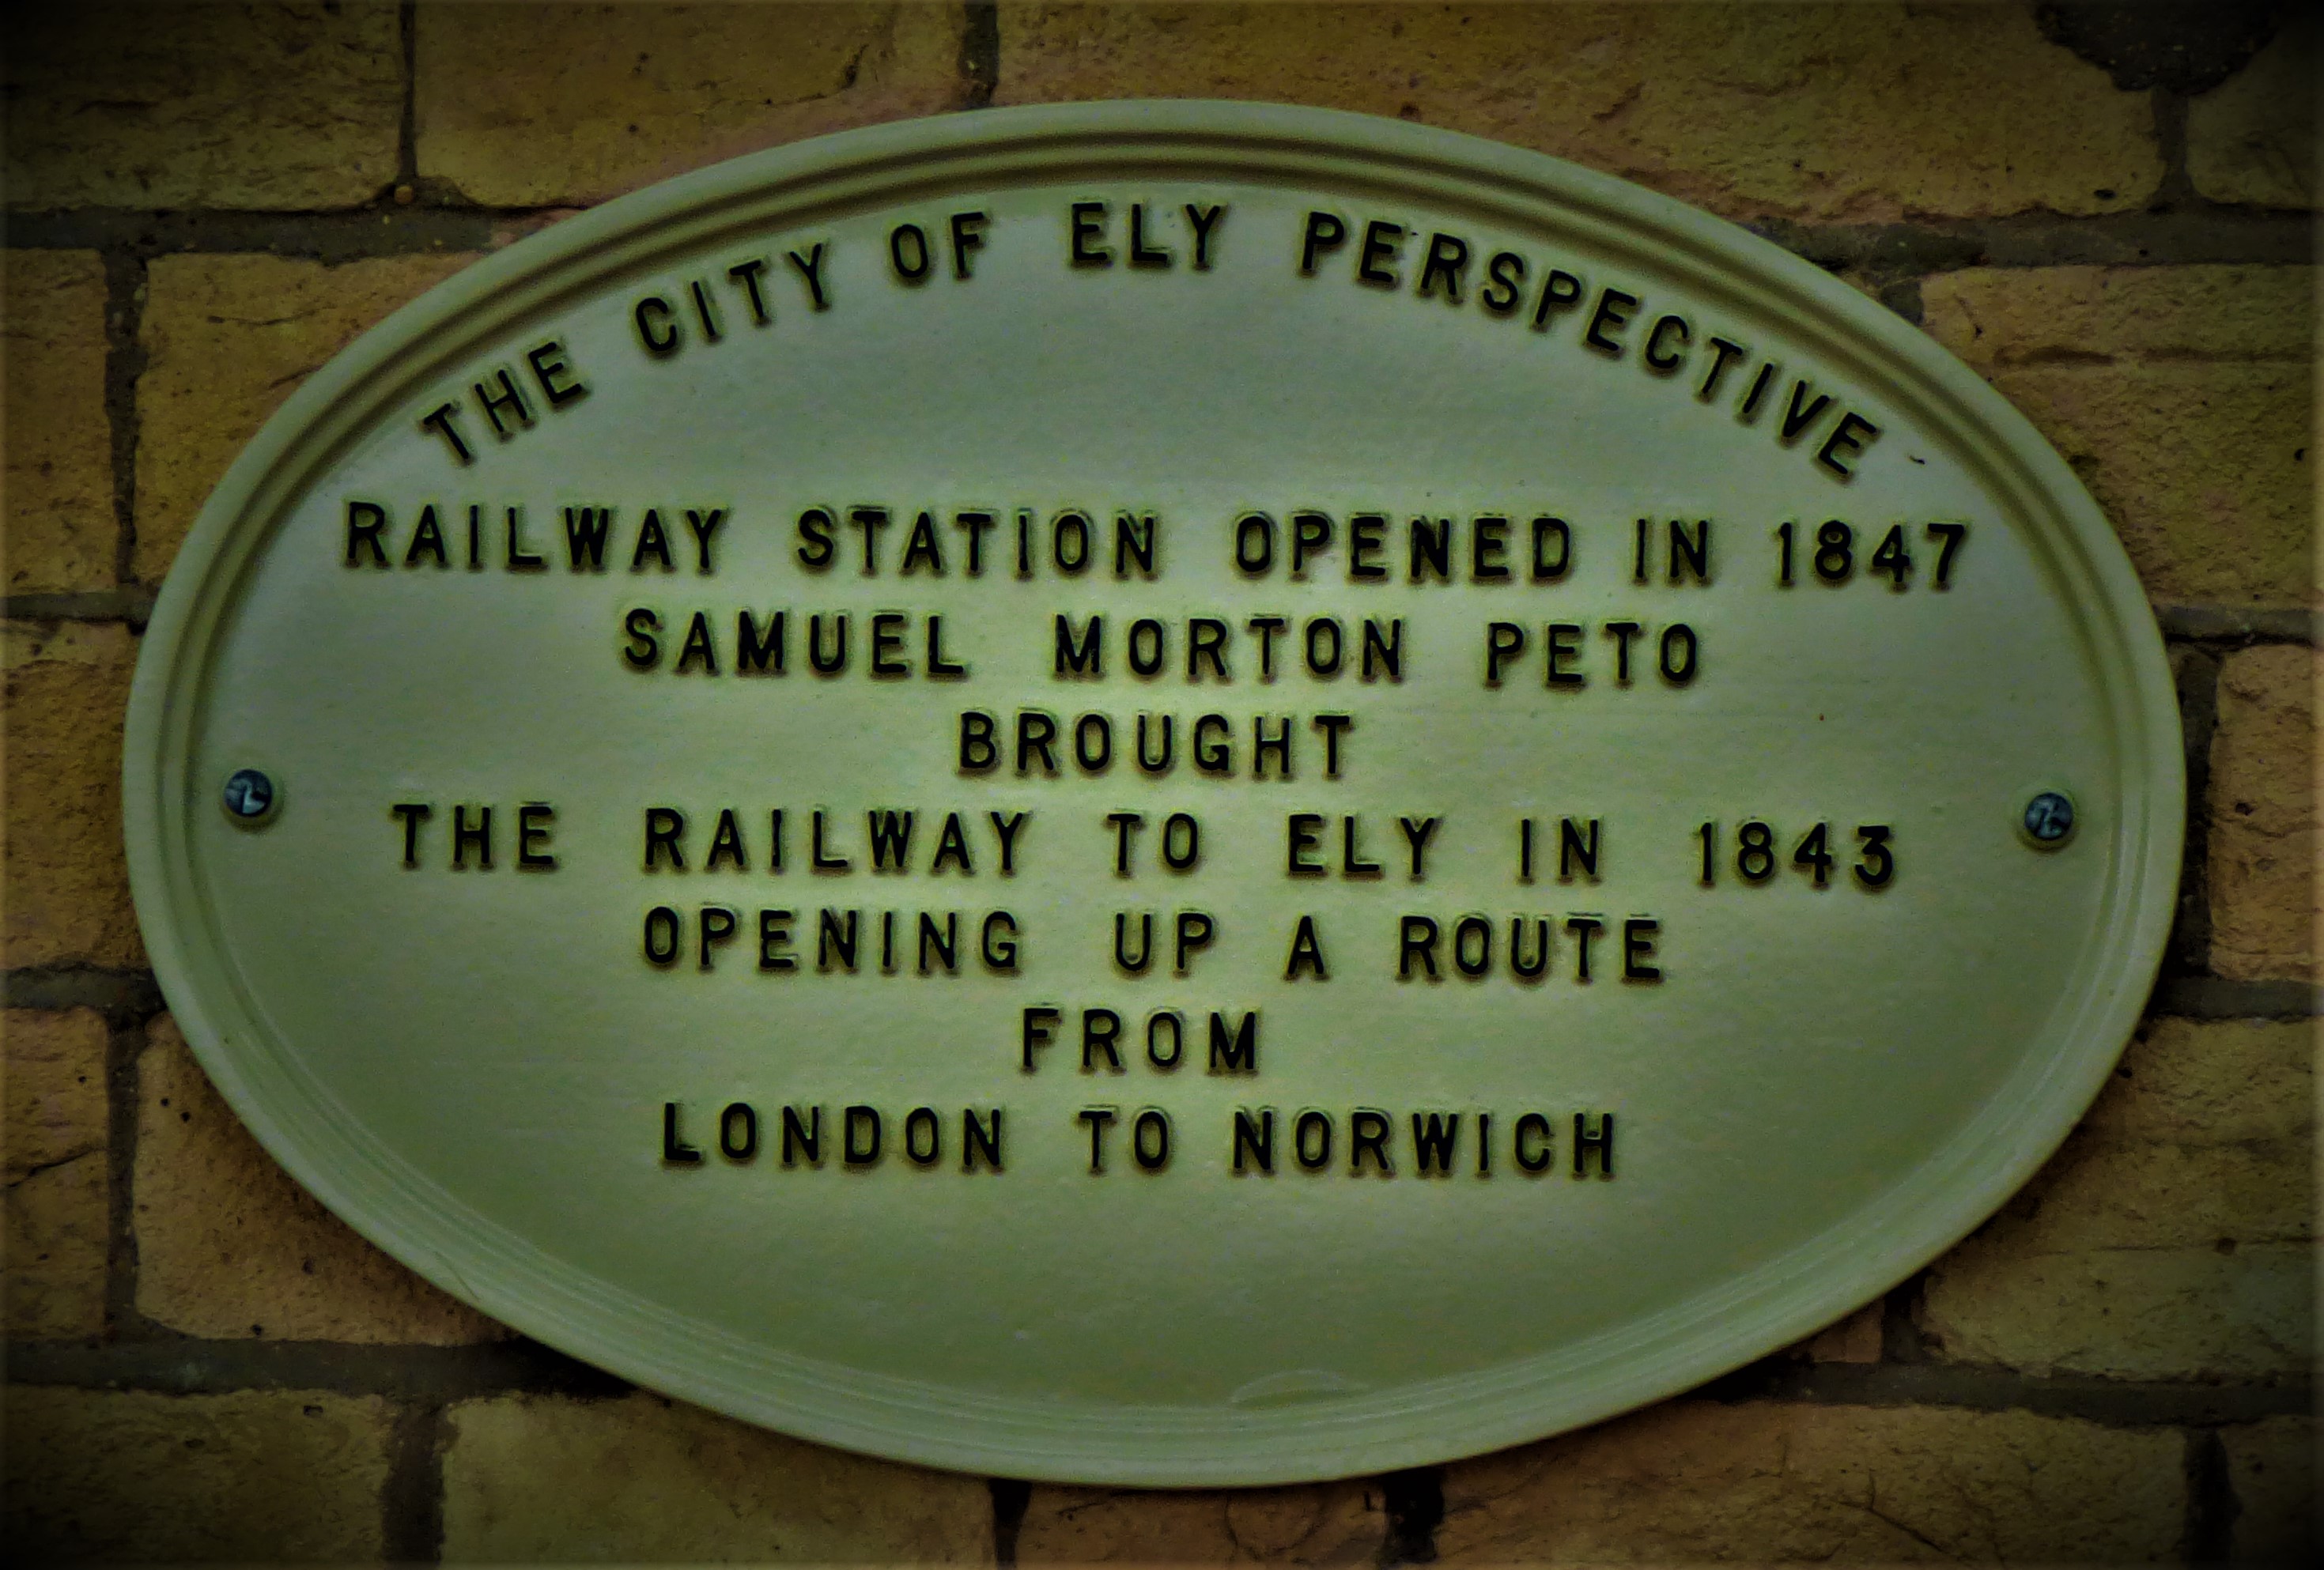 THE CITY OF ELY PERSPECTIVE
RAILWAY STATION OPENED IN 1847
SAMUEL MORTON PETO
BROUGHT
THE RAILWAY TO ELY IN 1843
OPENING UP A ROUTE
FROM
LONDON TO NORWICH